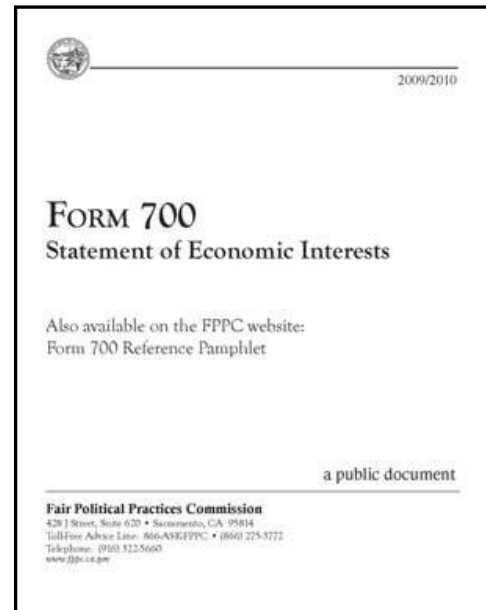 2009/2010
FORM 700
Statement of Economic Interests
Also available on the FPPC website:
Form 700 Reference Pamphlet
a public document
Fair Political Practices Commission
428 J Street, Suite 620 • Sacramento, CA 95814
Toll-Free Advice Line: 866-ASK-FPPC • (866) 275-3772
Telephone: (916) 322-5660
www.fppc.ca.gov